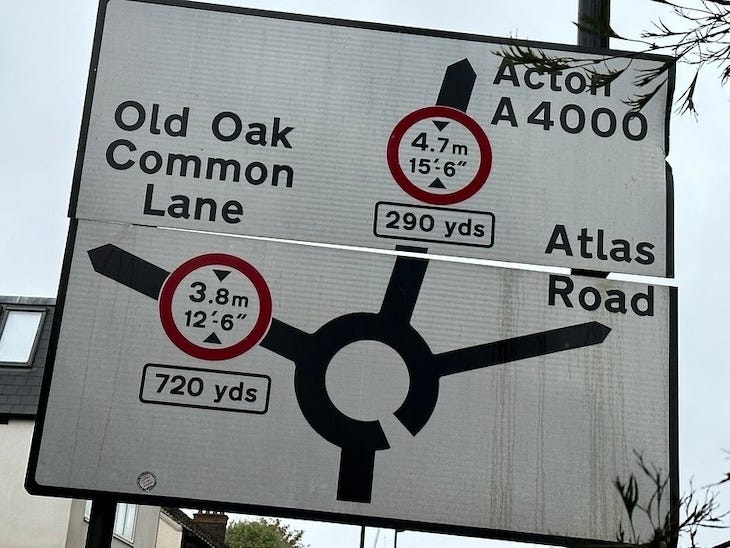 Old Oak
Common
Lane
3.8m
12'-6"
720 yds
Acton
A4000
4.7m
15'-6"
290 yds
Atlas
Road